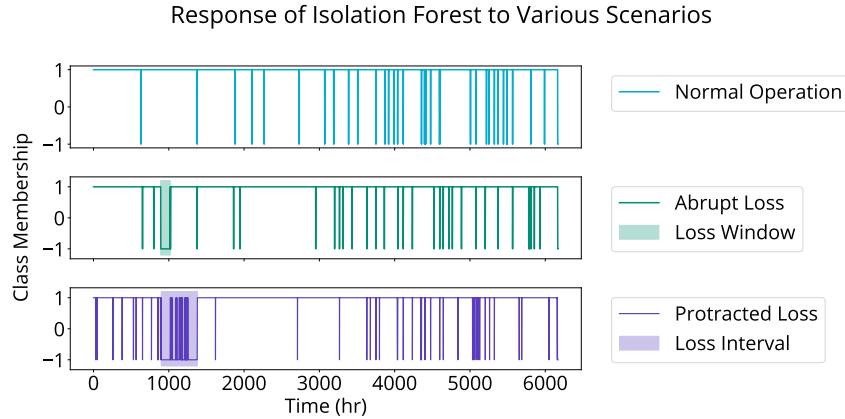 Response of Isolation Forest to Various Scenarios
Class Membership
1
0
−1
Normal Operation
1
0
−1
Abrupt Loss
Loss Window
1
0
−1
Protracted Loss
Loss Interval
0 1000 2000 3000 4000 5000 6000
Time (hr)